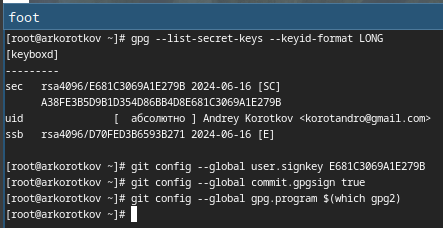 foot
[root@arkorotkov ~]# gpg --list-secret-keys --keyid-format LONG
[keyboxd]
---------
sec   rsa4096/E681C3069A1E279B 2024-06-16 [SC]
      A38FE3B5D9B1D354D86BB4D8E681C3069A1E279B
uid              [  абсолютно ] Andrey Korotkov <korotandro@gmail.com>
ssb   rsa4096/D70FED3B6593B271 2024-06-16 [E]

[root@arkorotkov ~]# git config --global user.signkey E681C3069A1E279B
[root@arkorotkov ~]# git config --global commit.gpgsign true
[root@arkorotkov ~]# git config --global gpg.program $(which gpg2)
[root@arkorotkov ~]#